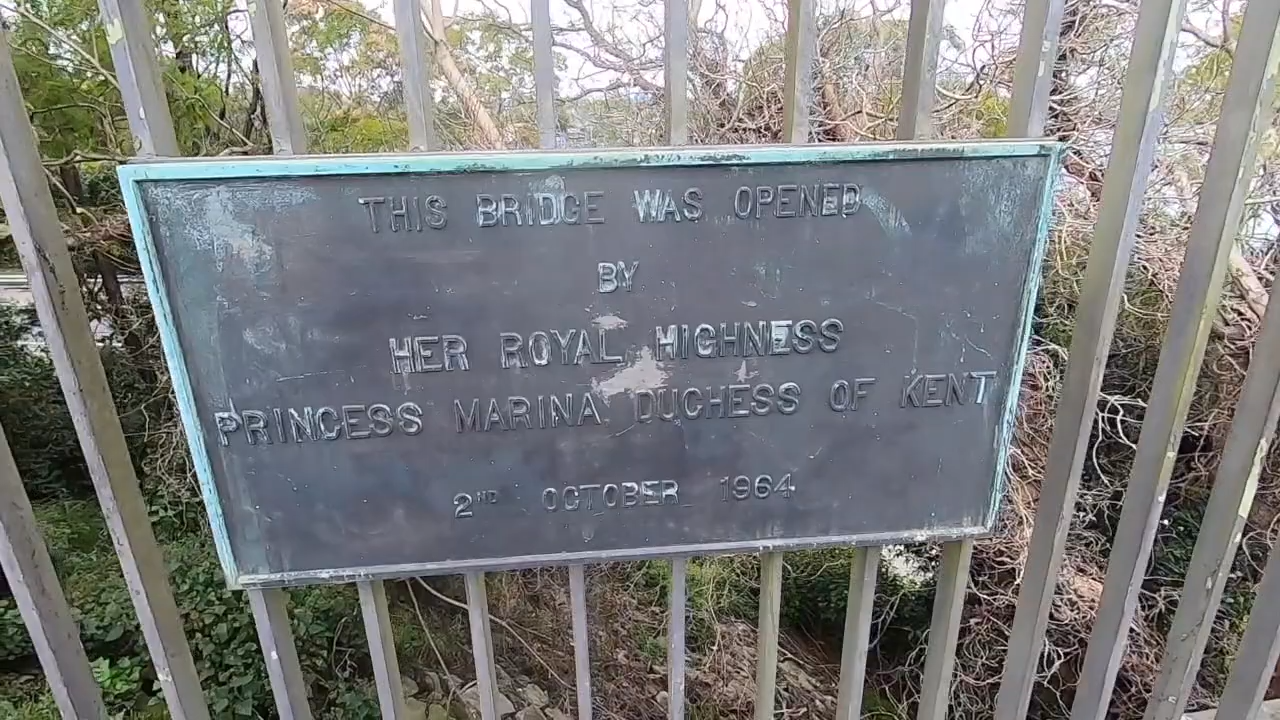 THIS BRIDGE WAS OPENED
BY
HER ROYAL HIGHNESS
PRINCESS MARINA DUCHESS OF KENT
2ND OCTOBER 1964